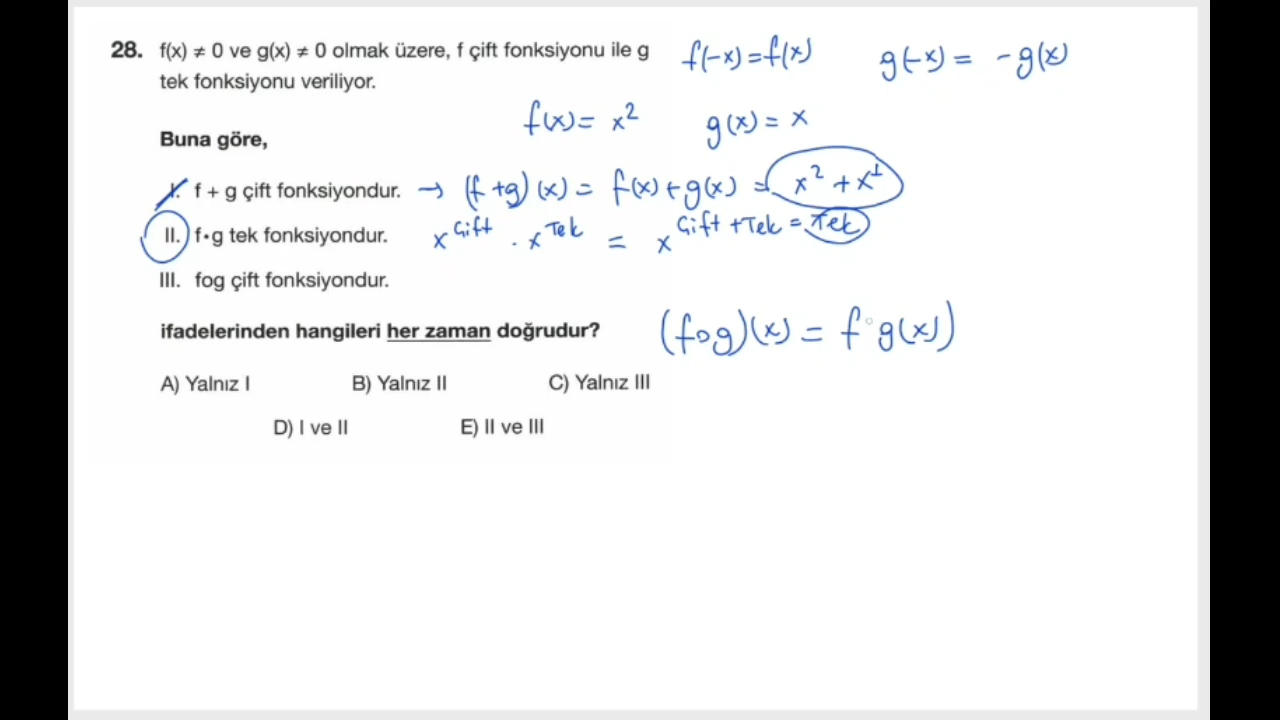 28. f(x) ≠ 0 ve g(x) ≠ 0 olmak üzere, f çift fonksiyonu ile g
tek fonksiyonu veriliyor.
f(-x)=f(x) g(-x)= -g(x)
f(x)= x² g(x)= x
Buna göre,
I. f + g çift fonksiyondur. → (f+g)(x)= f(x)+g(x) = x² + x¹
II. f•g tek fonksiyondur. x^Çift . x^Tek = x^Çift+Tek = Tek
III. fog çift fonksiyondur.
ifadelerinden hangileri her zaman doğrudur?
(fog)(x) = f g(x))
A) Yalnız I B) Yalnız II C) Yalnız III
D) I ve II E) II ve III